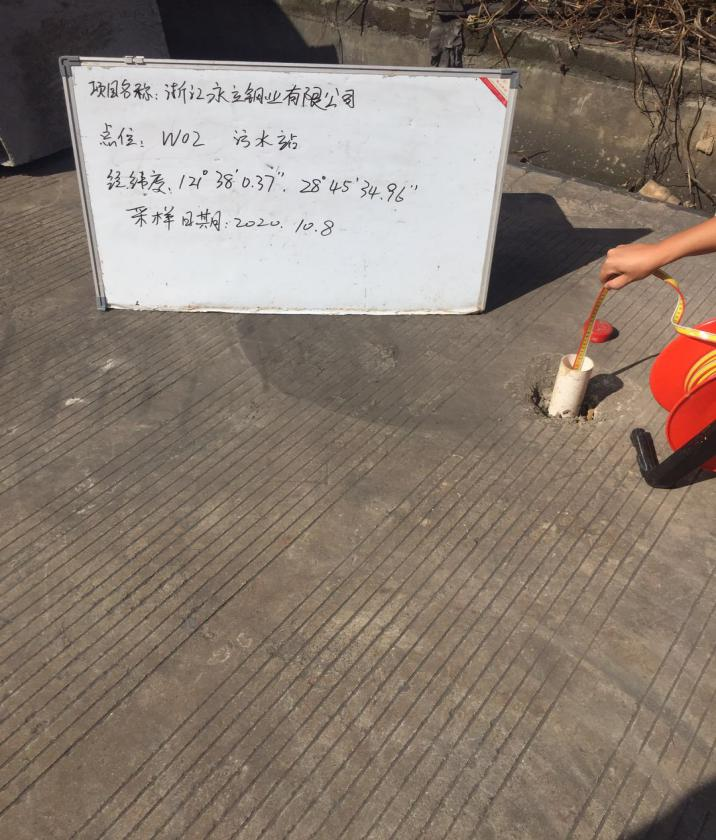 项目名称：浙江永立铜业有限公司
点位：W02 污水站
经纬度：121°38′0.37″. 28°45′34.96″
采样日期：2020. 10.8